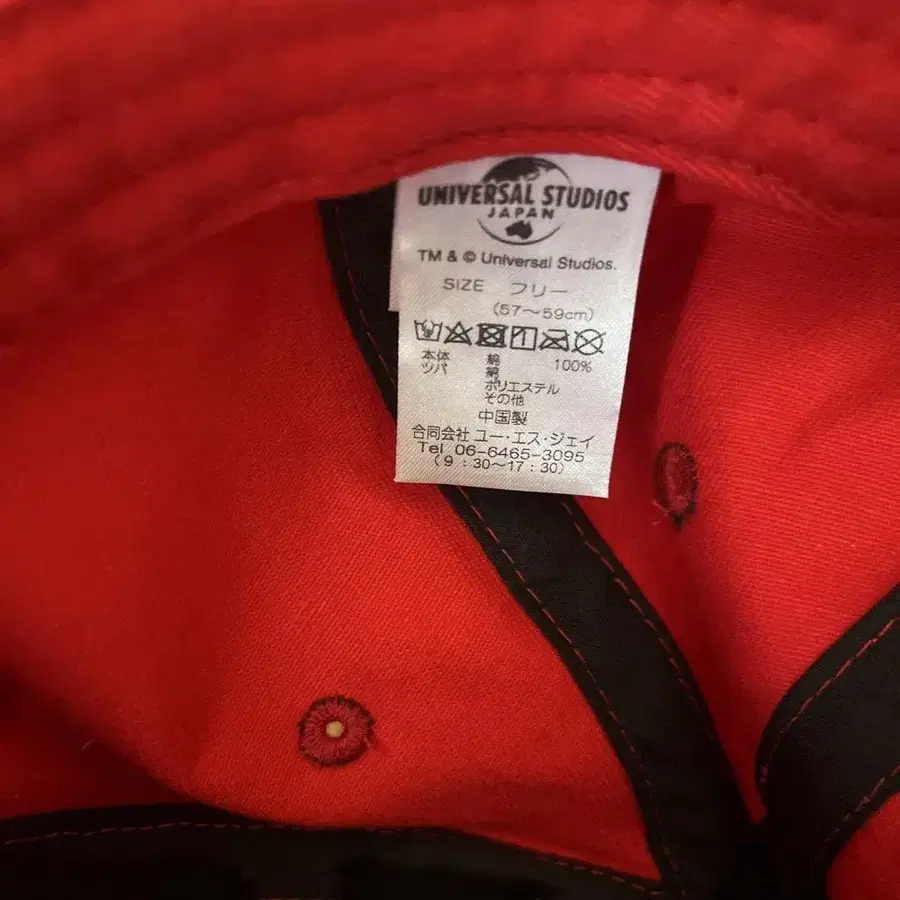 UNIVERSAL STUDIOS
JAPAN
TM & © Universal Studios.
SIZE フリー
(57～59cm)
本体 綿 100%
ツバ 綿
ポリエステル
その他
中国製
合同会社 ユー・エス・ジェイ
Tel 06-6465-3095
(9:30～17:30)